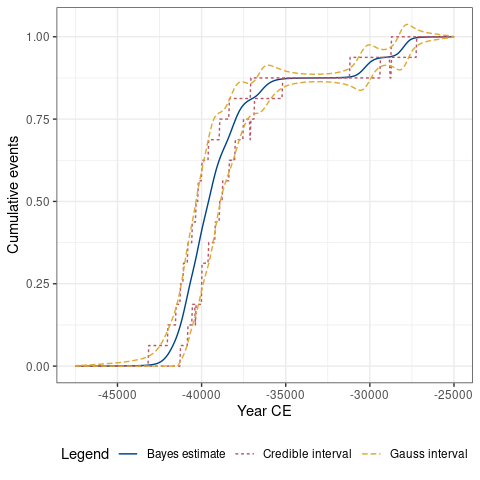 Cumulative events
1.00
0.75
0.50
0.25
0.00
-45000 -40000 -35000 -30000 -25000
Year CE
Legend Bayes estimate Credible interval Gauss interval